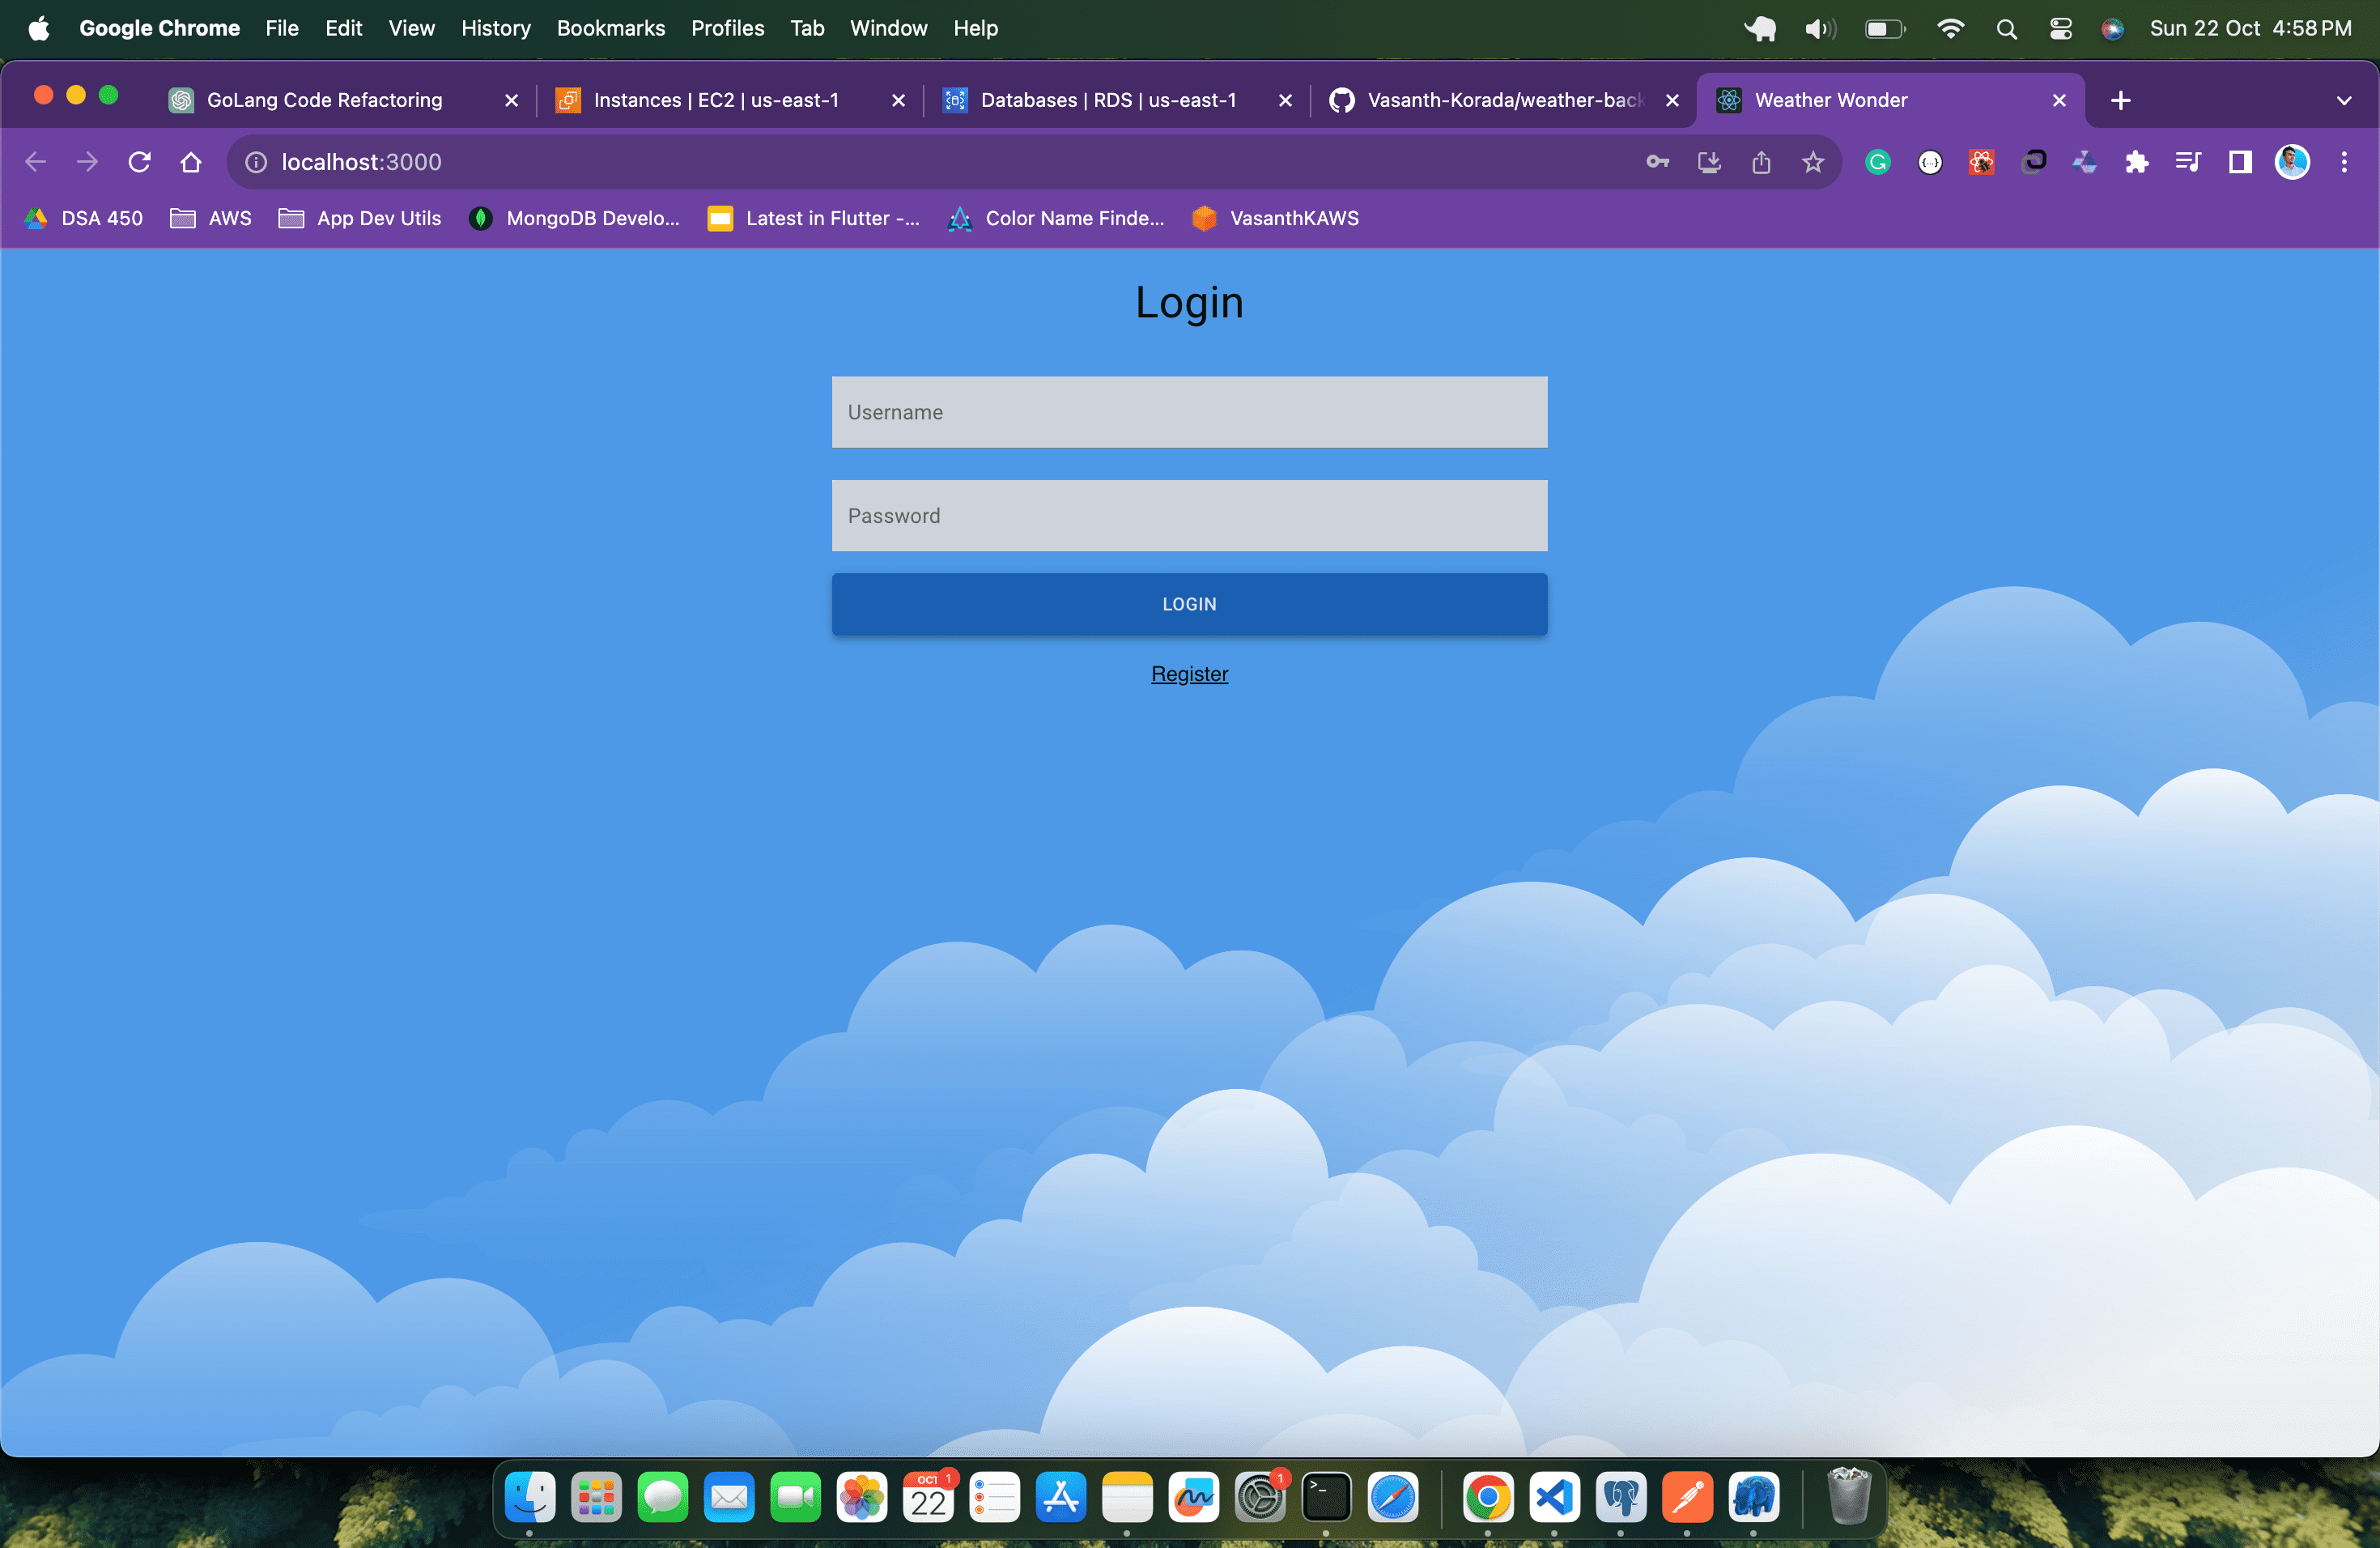 Google Chrome File Edit View History Bookmarks Profiles Tab Window Help Sun 22 Oct 4:58 PM
GoLang Code Refactoring Instances | EC2 | us-east-1 Databases | RDS | us-east-1 Vasanth-Korada/weather-back Weather Wonder
localhost:3000
DSA 450 AWS App Dev Utils MongoDB Develo... Latest in Flutter -... Color Name Finde... VasanthKAWS
Login
Username
Password
LOGIN
Register
OCT 1 1
22